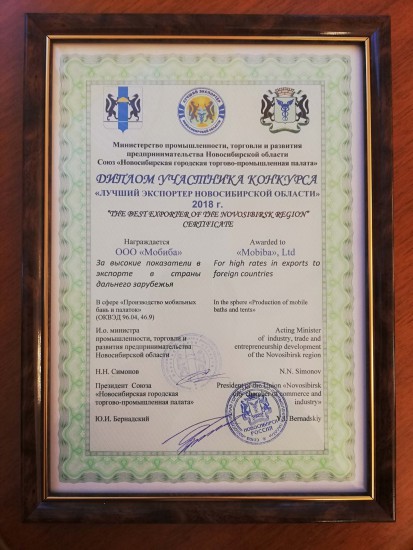 Министерство промышленности, торговли и развития
предпринимательства Новосибирской области
Союз «Новосибирская городская торгово-промышленная палата»
ДИПЛОМ УЧАСТНИКА КОНКУРСА
«ЛУЧШИЙ ЭКСПОРТЕР НОВОСИБИРСКОЙ ОБЛАСТИ»
2018 г.
"THE BEST EXPORTER OF THE NOVOSIBIRSK REGION"
CERTIFICATE
Награждается
ООО «Мобиба»
За высокие показатели в
экспорте в страны
дальнего зарубежья
В сфере «Производство мобильных
бань и палаток»
(ОКВЭД 96.04, 46.9)
И.о. министра
промышленности, торговли и
развития предпринимательства
Новосибирской области
Н.Н. Симонов
Президент Союза
«Новосибирская городская
торгово-промышленная палата»
Ю.И. Бернадский
Awarded to
«Mobiba», Ltd
For high rates in exports to
foreign countries
In the sphere «Production of mobile
baths and tents»
Acting Minister
of industry, trade and
entrepreneurship development
of the Novosibirsk region
N.N. Simonov
President of the Union «Novosibirsk
city chamber of commerce and
industry»
Y.I. Bernadskiy
НОВОСИБИРСК
РОССИЯ